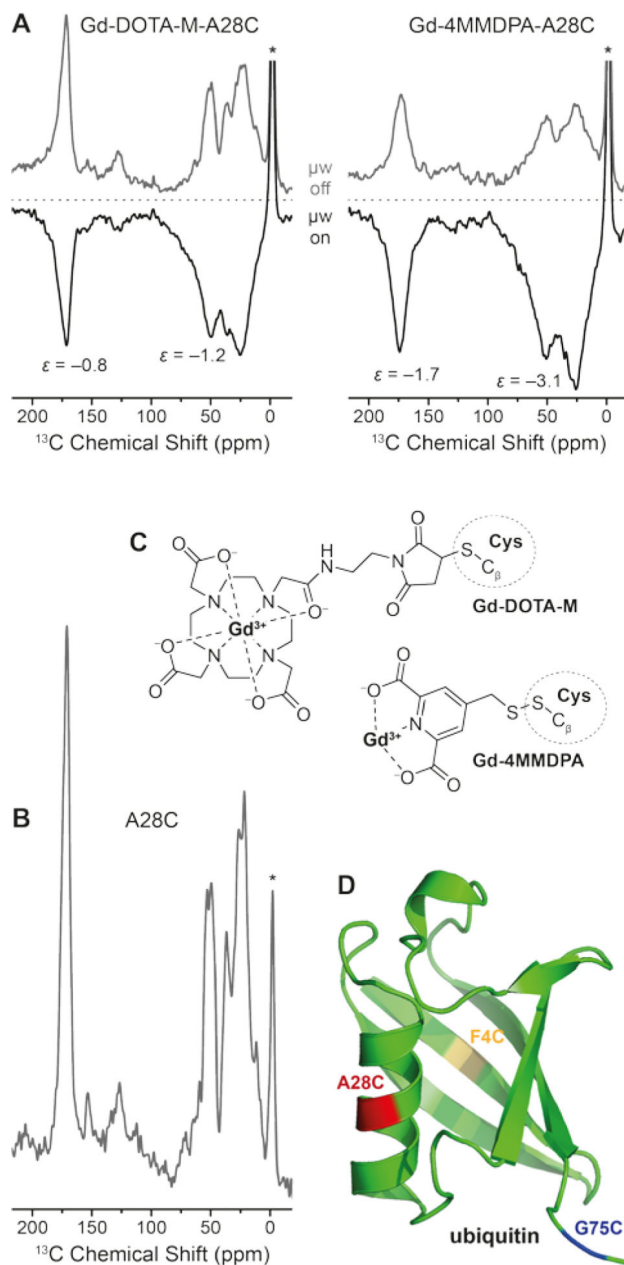 A
Gd-DOTA-M-A28C
Gd-4MMDPA-A28C
*
*
μw
off
μw
on
ε = –0.8
ε = –1.2
ε = –1.7
ε = –3.1
200 150 100 50 0
200 150 100 50 0
¹³C Chemical Shift (ppm)
¹³C Chemical Shift (ppm)
C
O
O⁻
O
H
N
N
O
S
Cys
C_β
N
N
O⁻
Gd³⁺
O
⁻O
N
N
O
O
O⁻
Gd-DOTA-M
O
⁻O
N
Gd³⁺
⁻O
O
S
S
Cys
C_β
Gd-4MMDPA
B
A28C
*
200 150 100 50 0
¹³C Chemical Shift (ppm)
D
F4C
A28C
G75C
ubiquitin